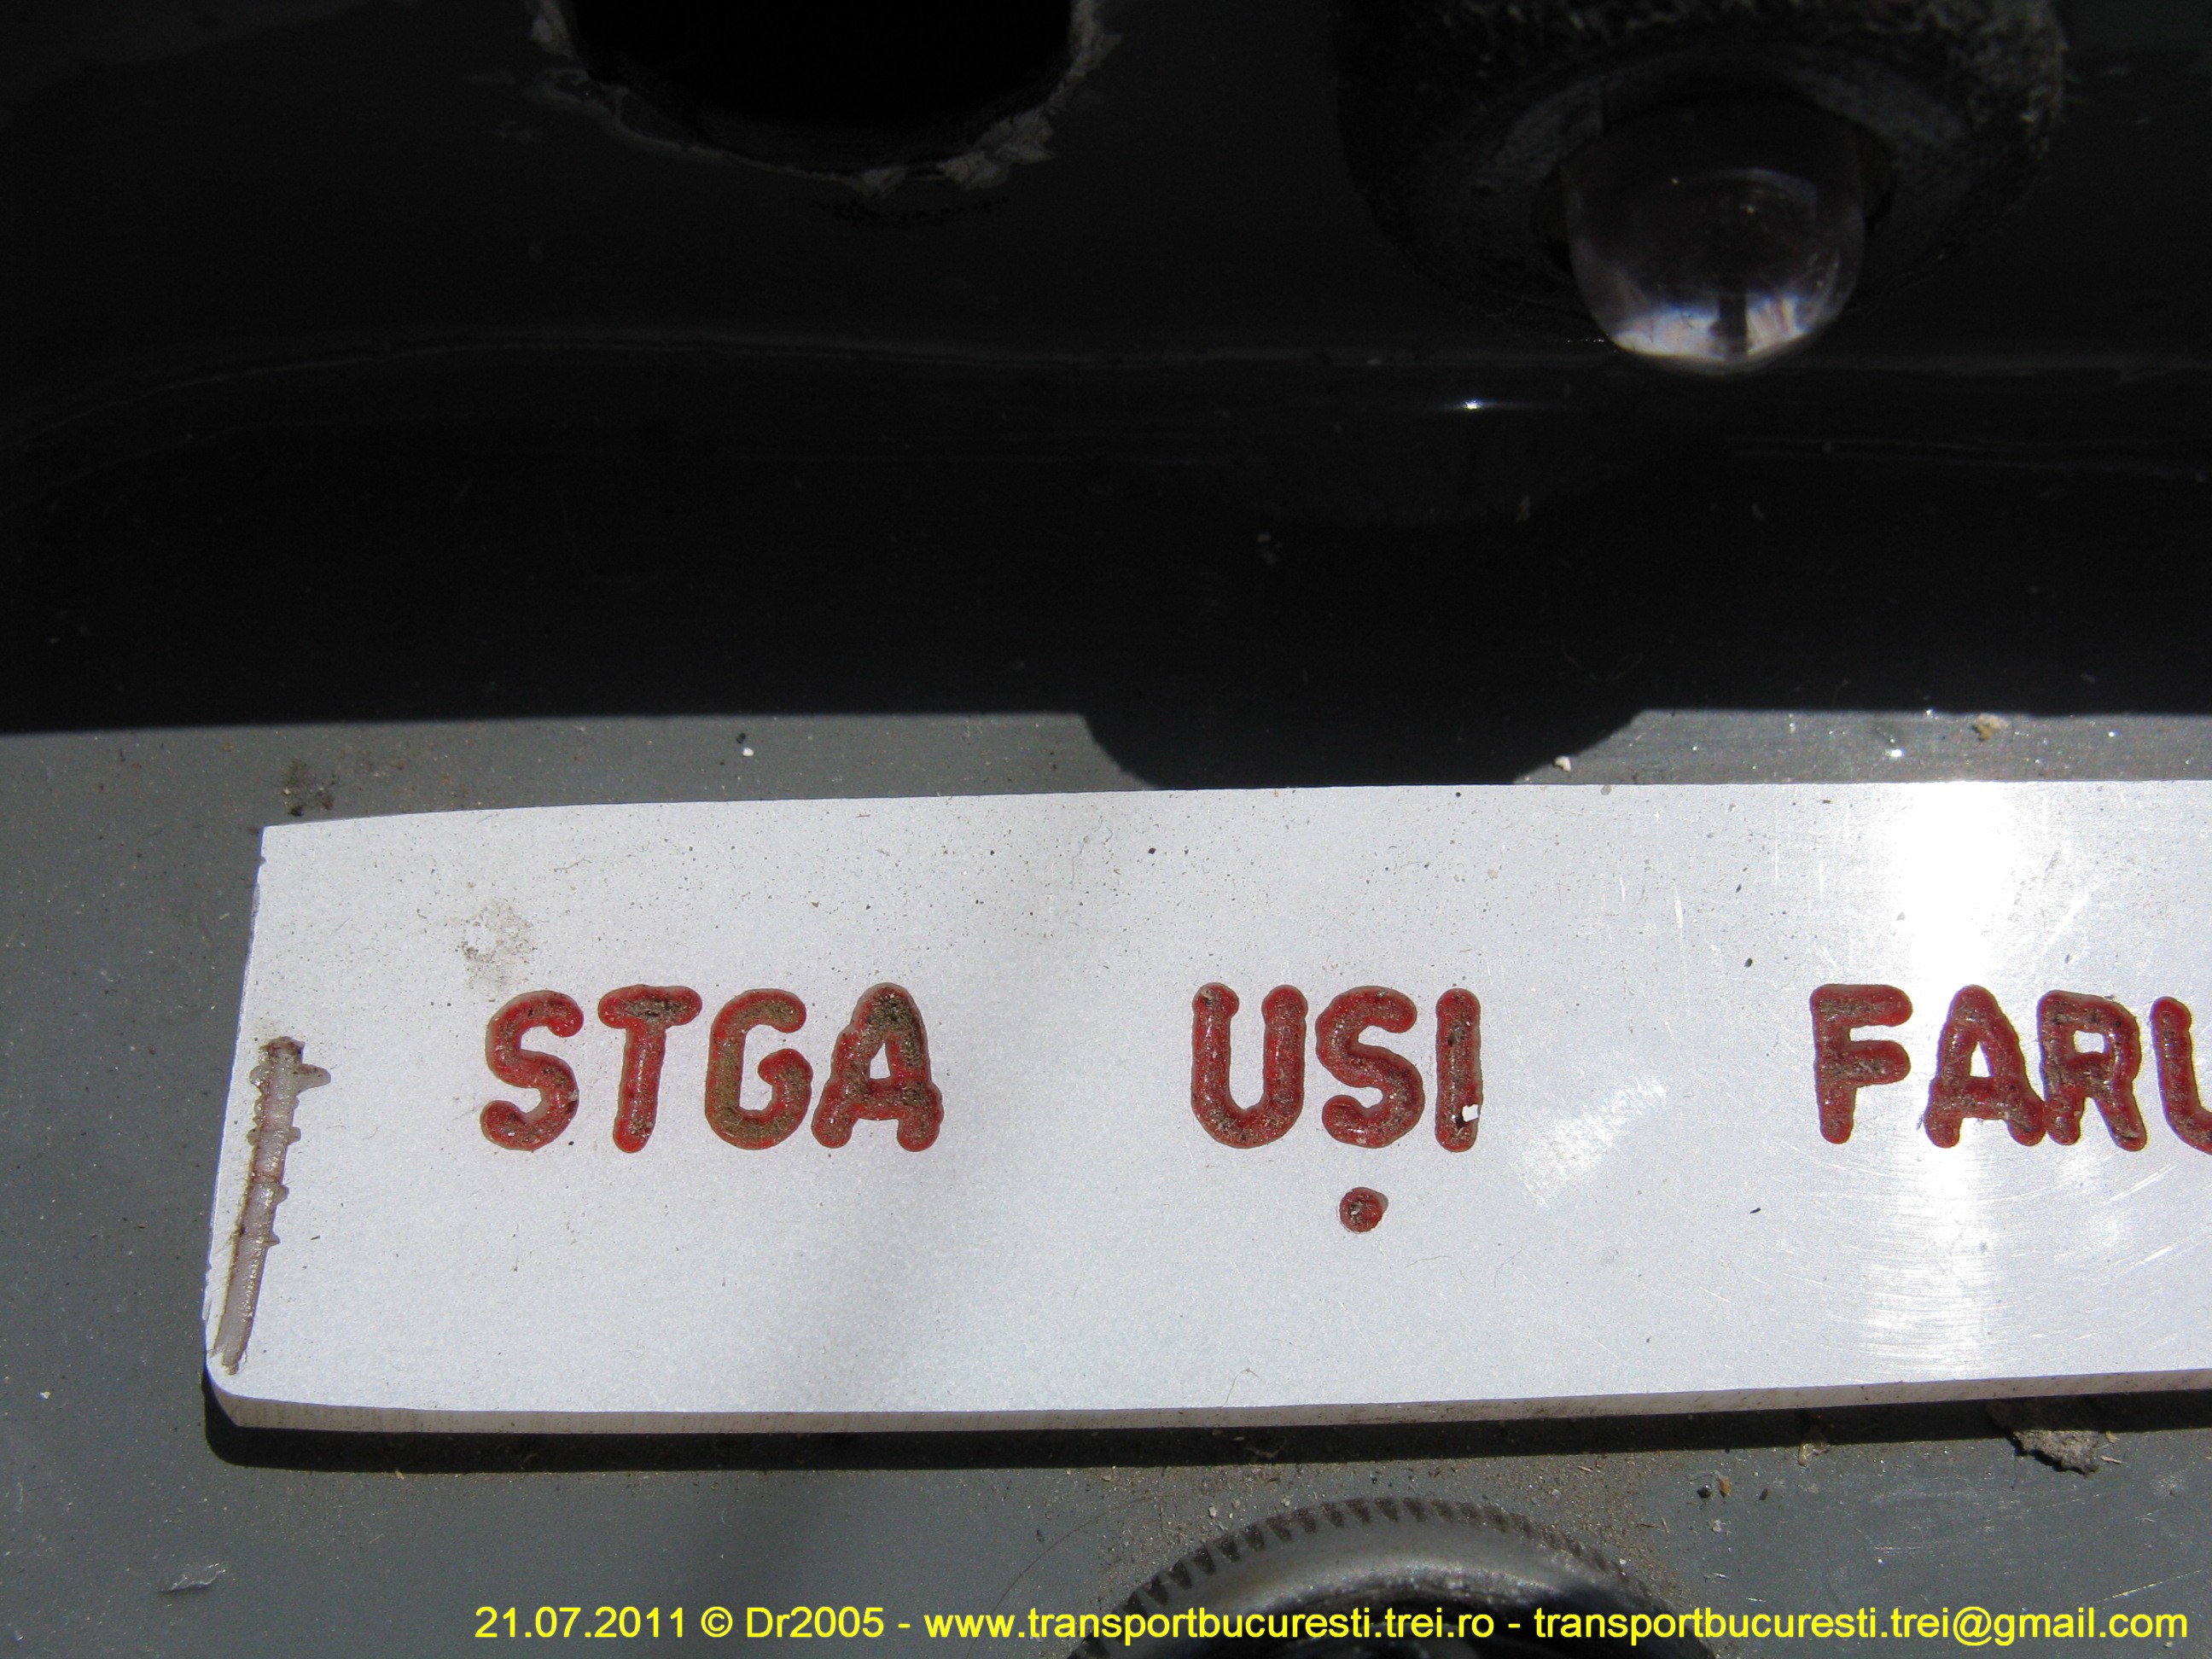 STGA UȘI FARU
21.07.2011 © Dr2005 - www.transportbucuresti.trei.ro - transportbucuresti.trei@gmail.com